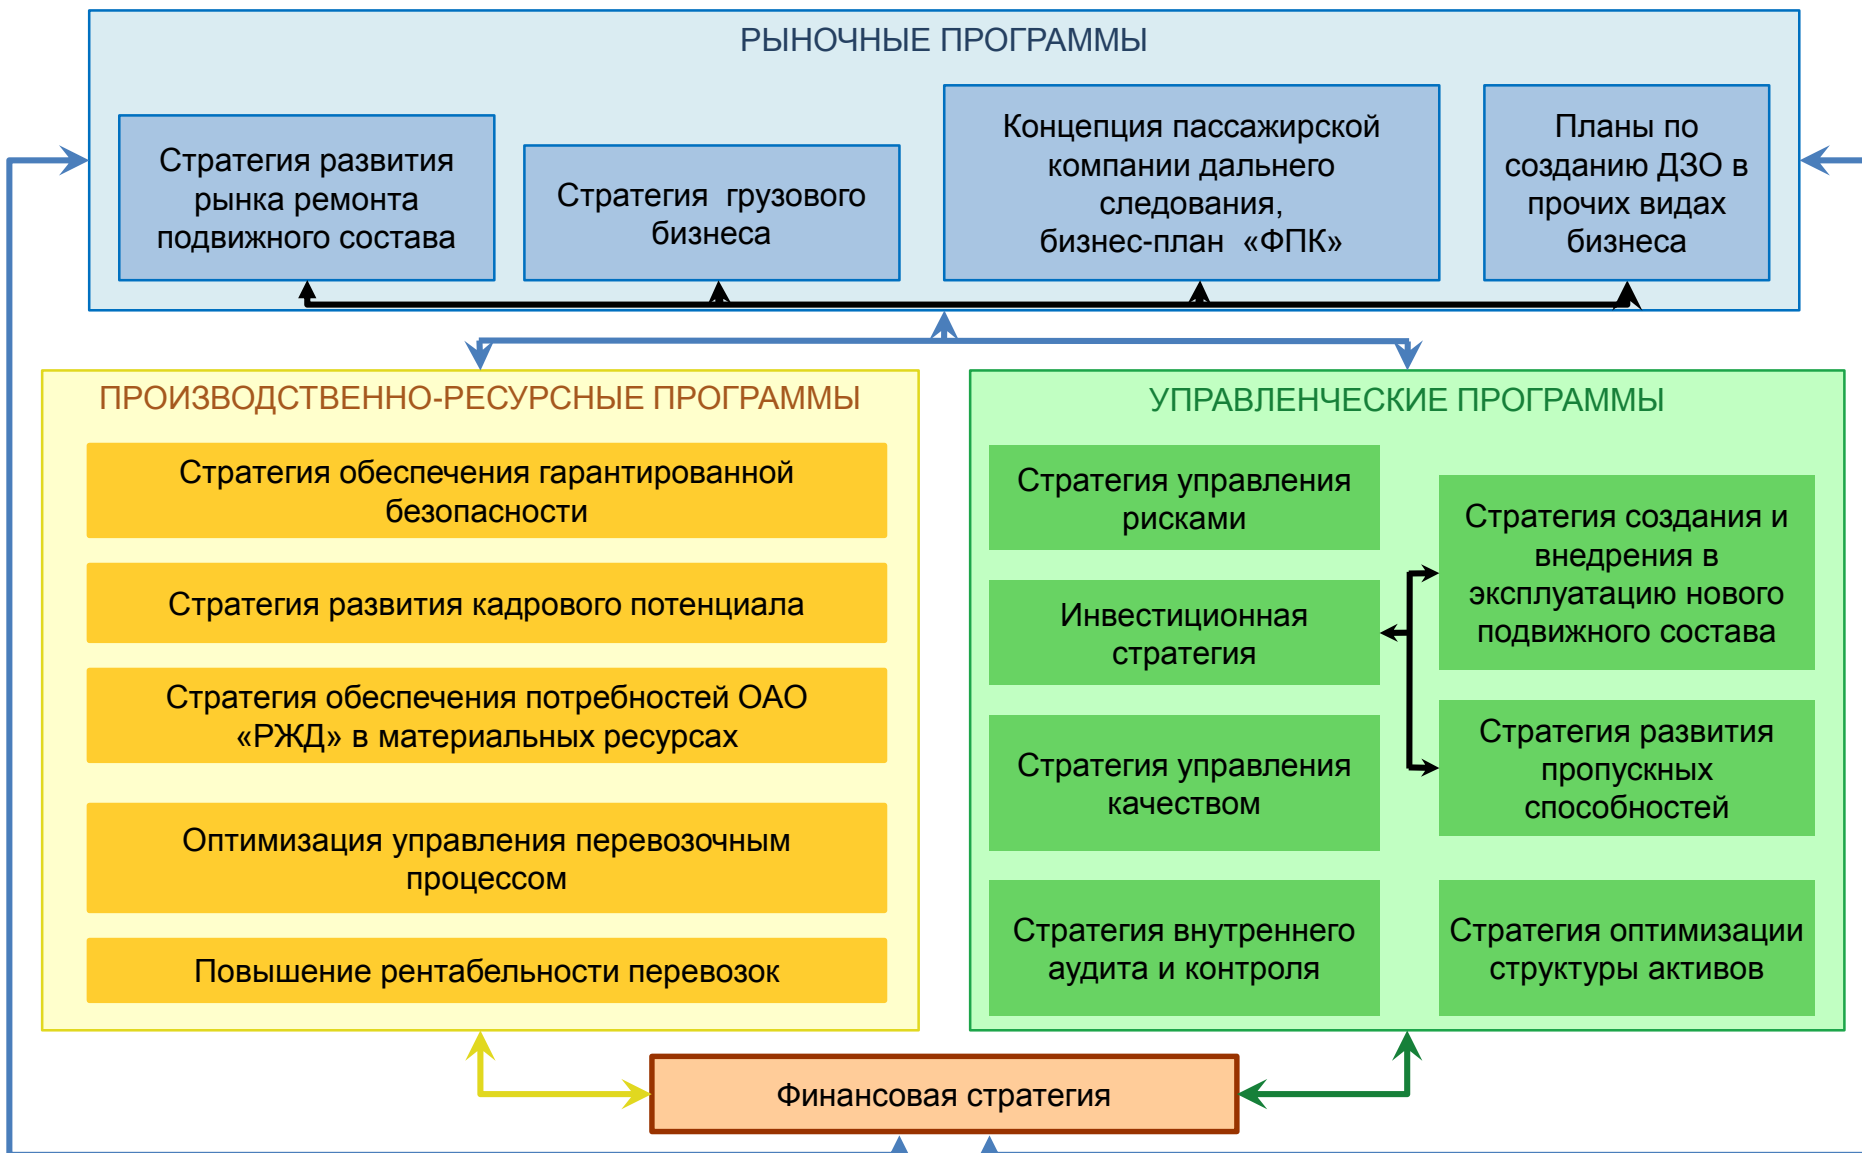 РЫНОЧНЫЕ ПРОГРАММЫ
Стратегия развития
рынка ремонта
подвижного состава
Стратегия грузового
бизнеса
Концепция пассажирской
компании дальнего
следования,
бизнес-план «ФПК»
Планы по
созданию ДЗО в
прочих видах
бизнеса
ПРОИЗВОДСТВЕННО-РЕСУРСНЫЕ ПРОГРАММЫ
Стратегия обеспечения гарантированной
безопасности
Стратегия развития кадрового потенциала
Стратегия обеспечения потребностей ОАО
«РЖД» в материальных ресурсах
Оптимизация управления перевозочным
процессом
Повышение рентабельности перевозок
УПРАВЛЕНЧЕСКИЕ ПРОГРАММЫ
Стратегия управления
рисками
Инвестиционная
стратегия
Стратегия управления
качеством
Стратегия внутреннего
аудита и контроля
Стратегия создания и
внедрения в
эксплуатацию нового
подвижного состава
Стратегия развития
пропускных
способностей
Стратегия оптимизации
структуры активов
Финансовая стратегия